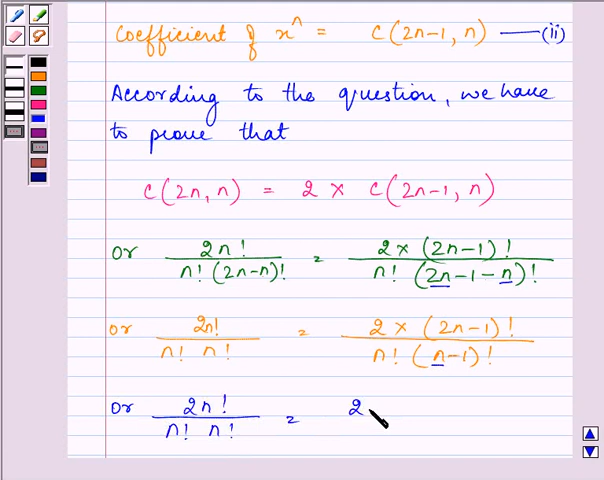 Coefficient of xⁿ = C(2n-1, n) —(ii)
According to the question, we have
to prove that
C(2n, n) = 2 × C(2n-1, n)
Or 2n! / n! (2n-n)! = 2 × (2n-1)! / n! (2n-1-n)!
or 2n! / n! n! = 2 × (2n-1)! / n! (n-1)!
Or 2n! / n! n! = 2